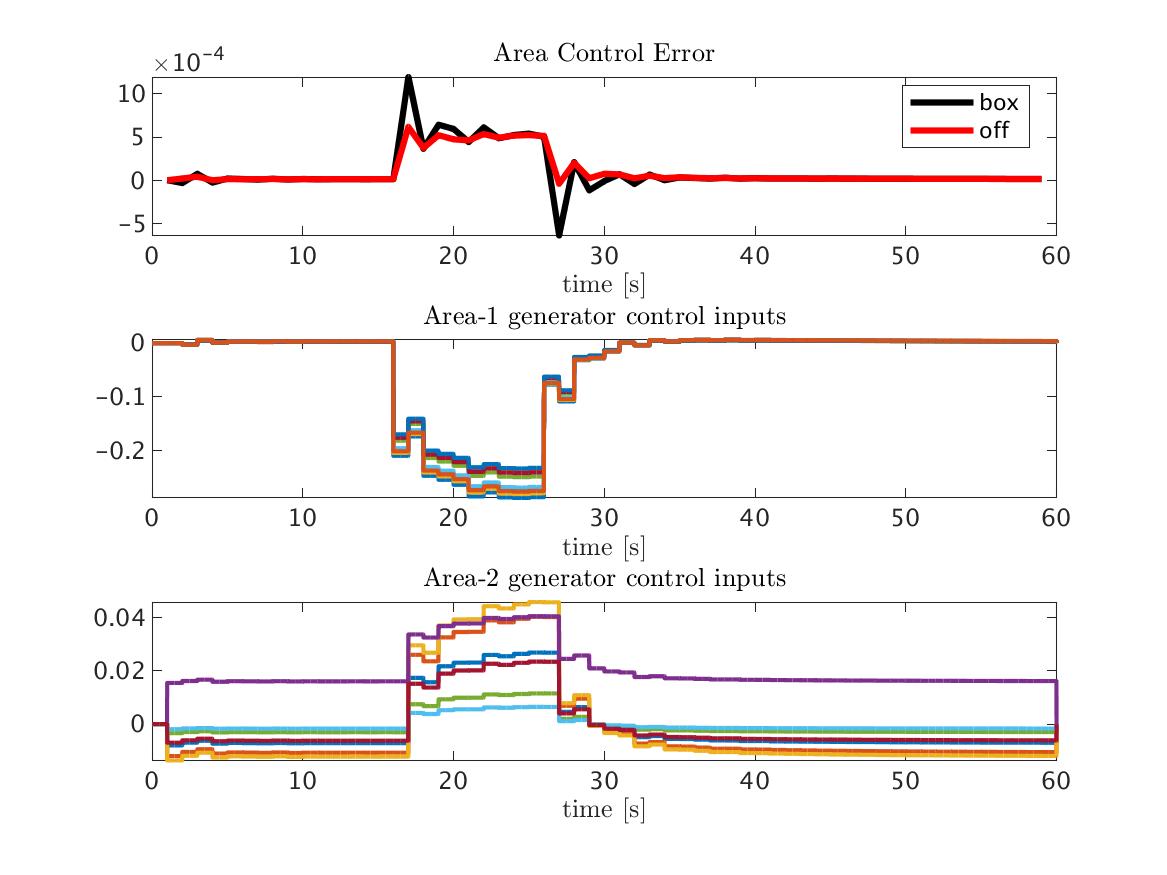 Area Control Error
×10⁻⁴
10
5
0
−5
box
off
0 10 20 30 40 50 60
time [s]
Area-1 generator control inputs
0
−0.1
−0.2
0 10 20 30 40 50 60
time [s]
Area-2 generator control inputs
0.04
0.02
0
0 10 20 30 40 50 60
time [s]